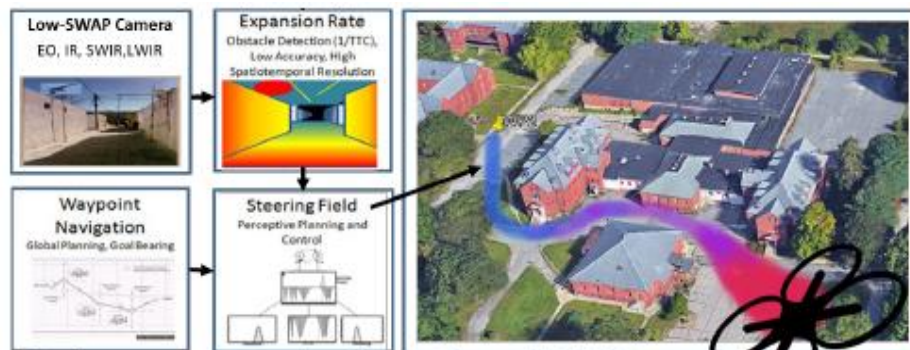 Low-SWAP Camera
EO, IR, SWIR,LWIR
Expansion Rate
Obstacle Detection (1/TTC),
Low Accuracy, High
Spatiotemporal Resolution
Waypoint
Navigation
Global Planning, Goal Bearing
Steering Field
Perceptive Planning and
Control